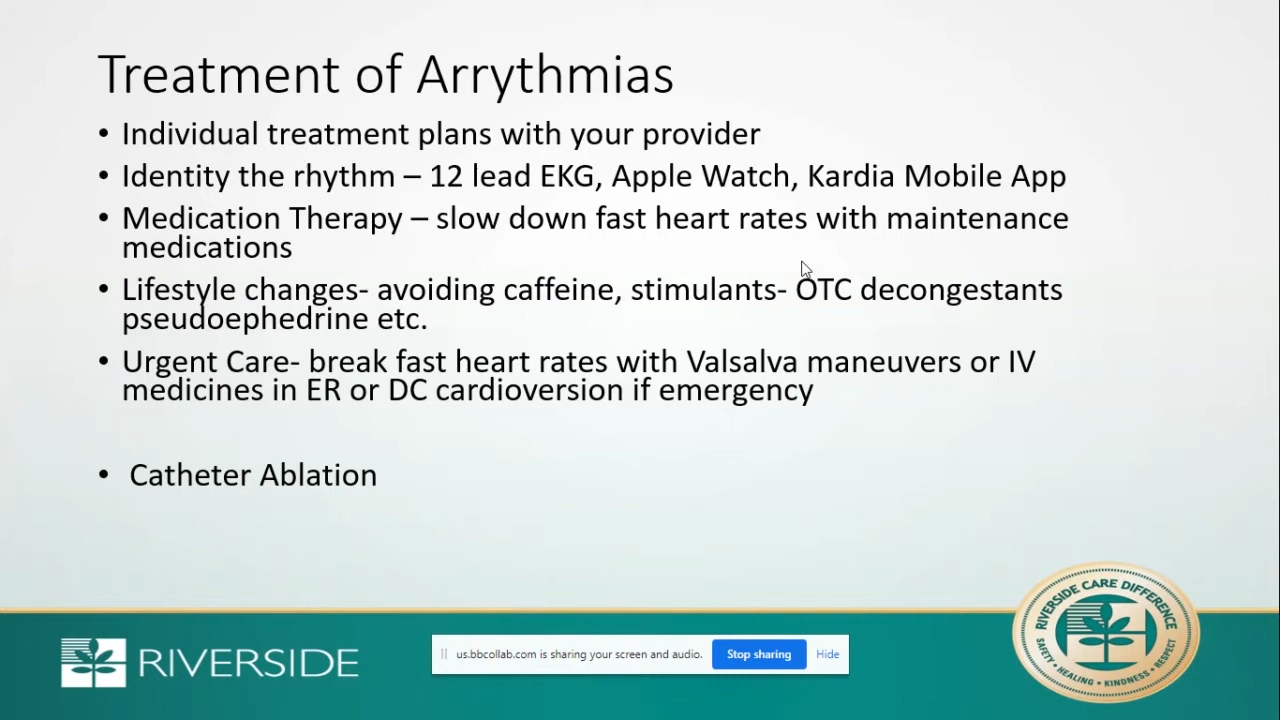 Treatment of Arrythmias
• Individual treatment plans with your provider
• Identity the rhythm – 12 lead EKG, Apple Watch, Kardia Mobile App
• Medication Therapy – slow down fast heart rates with maintenance
medications
• Lifestyle changes- avoiding caffeine, stimulants- OTC decongestants
pseudoephedrine etc.
• Urgent Care- break fast heart rates with Valsalva maneuvers or IV
medicines in ER or DC cardioversion if emergency
• Catheter Ablation
RIVERSIDE
us.bbcollab.com is sharing your screen and audio. Stop sharing Hide
RIVERSIDE CARE DIFFERENCE
SAFETY • HEALING • KINDNESS • RESPECT